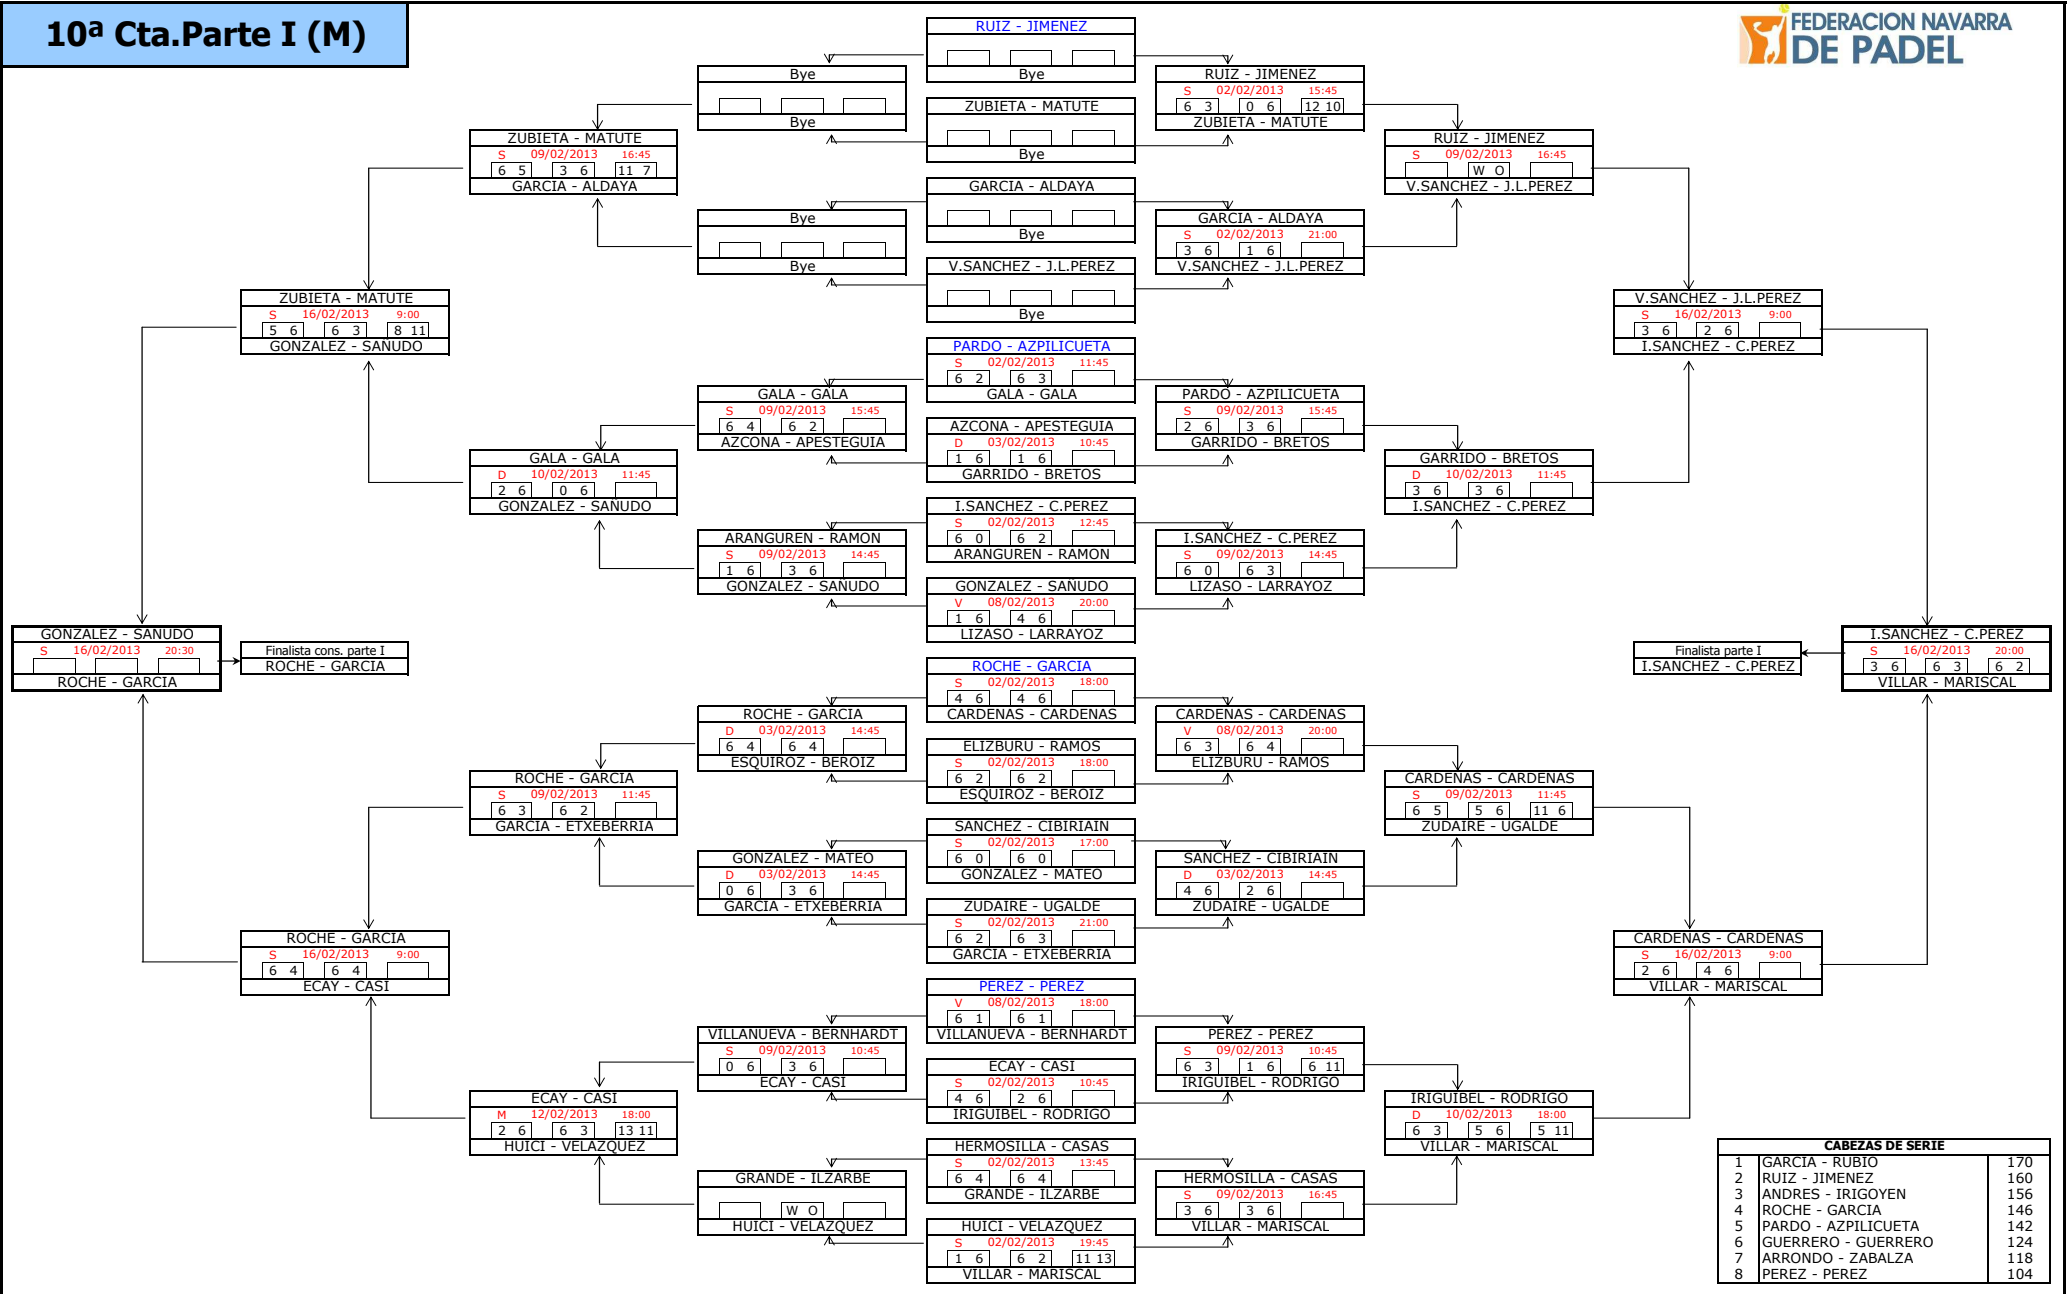 10ª Cta.Parte I (M)
FEDERACION NAVARRA
DE PADEL
GONZALEZ - SAÑUDO
S 16/02/2013 20:30
ROCHE - GARCIA
Finalista cons. parte I
ROCHE - GARCIA
ZUBIETA - MATUTE
S 16/02/2013 9:00
5 6 6 3 8 11
GONZALEZ - SAÑUDO
ROCHE - GARCIA
S 16/02/2013 9:00
6 4 6 4
ECAY - CASI
ZUBIETA - MATUTE
S 09/02/2013 16:45
6 5 3 6 11 7
GARCIA - ALDAYA
GALA - GALA
D 10/02/2013 11:45
2 6 0 6
GONZALEZ - SAÑUDO
ROCHE - GARCIA
S 09/02/2013 11:45
6 3 6 2
GARCIA - ETXEBERRIA
ECAY - CASI
M 12/02/2013 18:00
2 6 6 3 13 11
HUICI - VELAZQUEZ
Bye
Bye
Bye
Bye
GALA - GALA
S 09/02/2013 15:45
6 4 6 2
AZCONA - APESTEGUIA
ARANGUREN - RAMON
S 09/02/2013 14:45
1 6 3 6
GONZALEZ - SAÑUDO
ROCHE - GARCIA
D 03/02/2013 14:45
6 4 6 4
ESQUIROZ - BEROIZ
GONZALEZ - MATEO
D 03/02/2013 14:45
0 6 3 6
GARCIA - ETXEBERRIA
VILLANUEVA - BERNHARDT
S 09/02/2013 10:45
0 6 3 6
ECAY - CASI
GRANDE - ILZARBE
W O
HUICI - VELAZQUEZ
RUIZ - JIMENEZ
Bye
ZUBIETA - MATUTE
Bye
GARCIA - ALDAYA
Bye
V.SANCHEZ - J.L.PEREZ
Bye
PARDO - AZPILICUETA
S 02/02/2013 11:45
6 2 6 3
GALA - GALA
AZCONA - APESTEGUIA
D 03/02/2013 10:45
1 6 1 6
GARRIDO - BRETOS
I.SANCHEZ - C.PEREZ
S 02/02/2013 12:45
6 0 6 2
ARANGUREN - RAMON
GONZALEZ - SAÑUDO
V 08/02/2013 20:00
1 6 4 6
LIZASO - LARRAYOZ
ROCHE - GARCIA
S 02/02/2013 18:00
4 6 4 6
CARDENAS - CARDENAS
ELIZBURU - RAMOS
S 02/02/2013 18:00
6 2 6 2
ESQUIROZ - BEROIZ
SANCHEZ - CIBIRIAIN
S 02/02/2013 17:00
6 0 6 0
GONZALEZ - MATEO
ZUDAIRE - UGALDE
S 02/02/2013 21:00
6 2 6 3
GARCIA - ETXEBERRIA
PEREZ - PEREZ
V 08/02/2013 18:00
6 1 6 1
VILLANUEVA - BERNHARDT
ECAY - CASI
S 02/02/2013 10:45
4 6 2 6
IRIGUIBEL - RODRIGO
HERMOSILLA - CASAS
S 02/02/2013 13:45
6 4 6 4
GRANDE - ILZARBE
HUICI - VELAZQUEZ
S 02/02/2013 19:45
1 6 6 2 11 13
VILLAR - MARISCAL
RUIZ - JIMENEZ
S 02/02/2013 15:45
6 3 0 6 12 10
ZUBIETA - MATUTE
GARCIA - ALDAYA
S 02/02/2013 21:00
3 6 1 6
V.SANCHEZ - J.L.PEREZ
PARDO - AZPILICUETA
S 09/02/2013 15:45
2 6 3 6
GARRIDO - BRETOS
I.SANCHEZ - C.PEREZ
S 09/02/2013 14:45
6 0 6 3
LIZASO - LARRAYOZ
CARDENAS - CARDENAS
V 08/02/2013 20:00
6 3 6 4
ELIZBURU - RAMOS
SANCHEZ - CIBIRIAIN
D 03/02/2013 14:45
4 6 2 6
ZUDAIRE - UGALDE
PEREZ - PEREZ
S 09/02/2013 10:45
6 3 1 6 6 11
IRIGUIBEL - RODRIGO
HERMOSILLA - CASAS
S 09/02/2013 16:45
3 6 3 6
VILLAR - MARISCAL
RUIZ - JIMENEZ
S 09/02/2013 16:45
W O
V.SANCHEZ - J.L.PEREZ
GARRIDO - BRETOS
D 10/02/2013 11:45
3 6 3 6
I.SANCHEZ - C.PEREZ
CARDENAS - CARDENAS
S 09/02/2013 11:45
6 5 5 6 11 6
ZUDAIRE - UGALDE
IRIGUIBEL - RODRIGO
D 10/02/2013 18:00
6 3 5 6 5 11
VILLAR - MARISCAL
V.SANCHEZ - J.L.PEREZ
S 16/02/2013 9:00
3 6 2 6
I.SANCHEZ - C.PEREZ
CARDENAS - CARDENAS
S 16/02/2013 9:00
2 6 4 6
VILLAR - MARISCAL
Finalista parte I
I.SANCHEZ - C.PEREZ
I.SANCHEZ - C.PEREZ
S 16/02/2013 20:00
3 6 6 3 6 2
VILLAR - MARISCAL
CABEZAS DE SERIE
1 GARCIA - RUBIO 170
2 RUIZ - JIMENEZ 160
3 ANDRES - IRIGOYEN 156
4 ROCHE - GARCIA 146
5 PARDO - AZPILICUETA 142
6 GUERRERO - GUERRERO 124
7 ARRONDO - ZABALZA 118
8 PEREZ - PEREZ 104